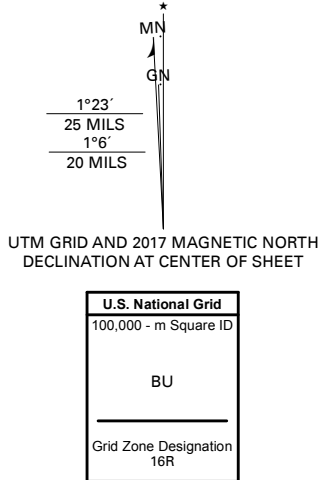 ★
MN
GN
1°23´
25 MILS
1°6´
20 MILS
UTM GRID AND 2017 MAGNETIC NORTH
DECLINATION AT CENTER OF SHEET
U.S. National Grid
100,000 - m Square ID
BU
Grid Zone Designation
16R